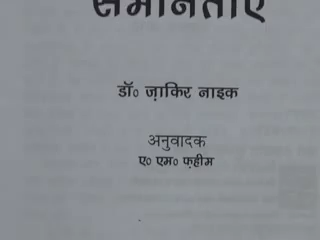 समानताएँ
डॉ० ज़ाकिर नाइक
अनुवादक
ए० एम० फ़हीम